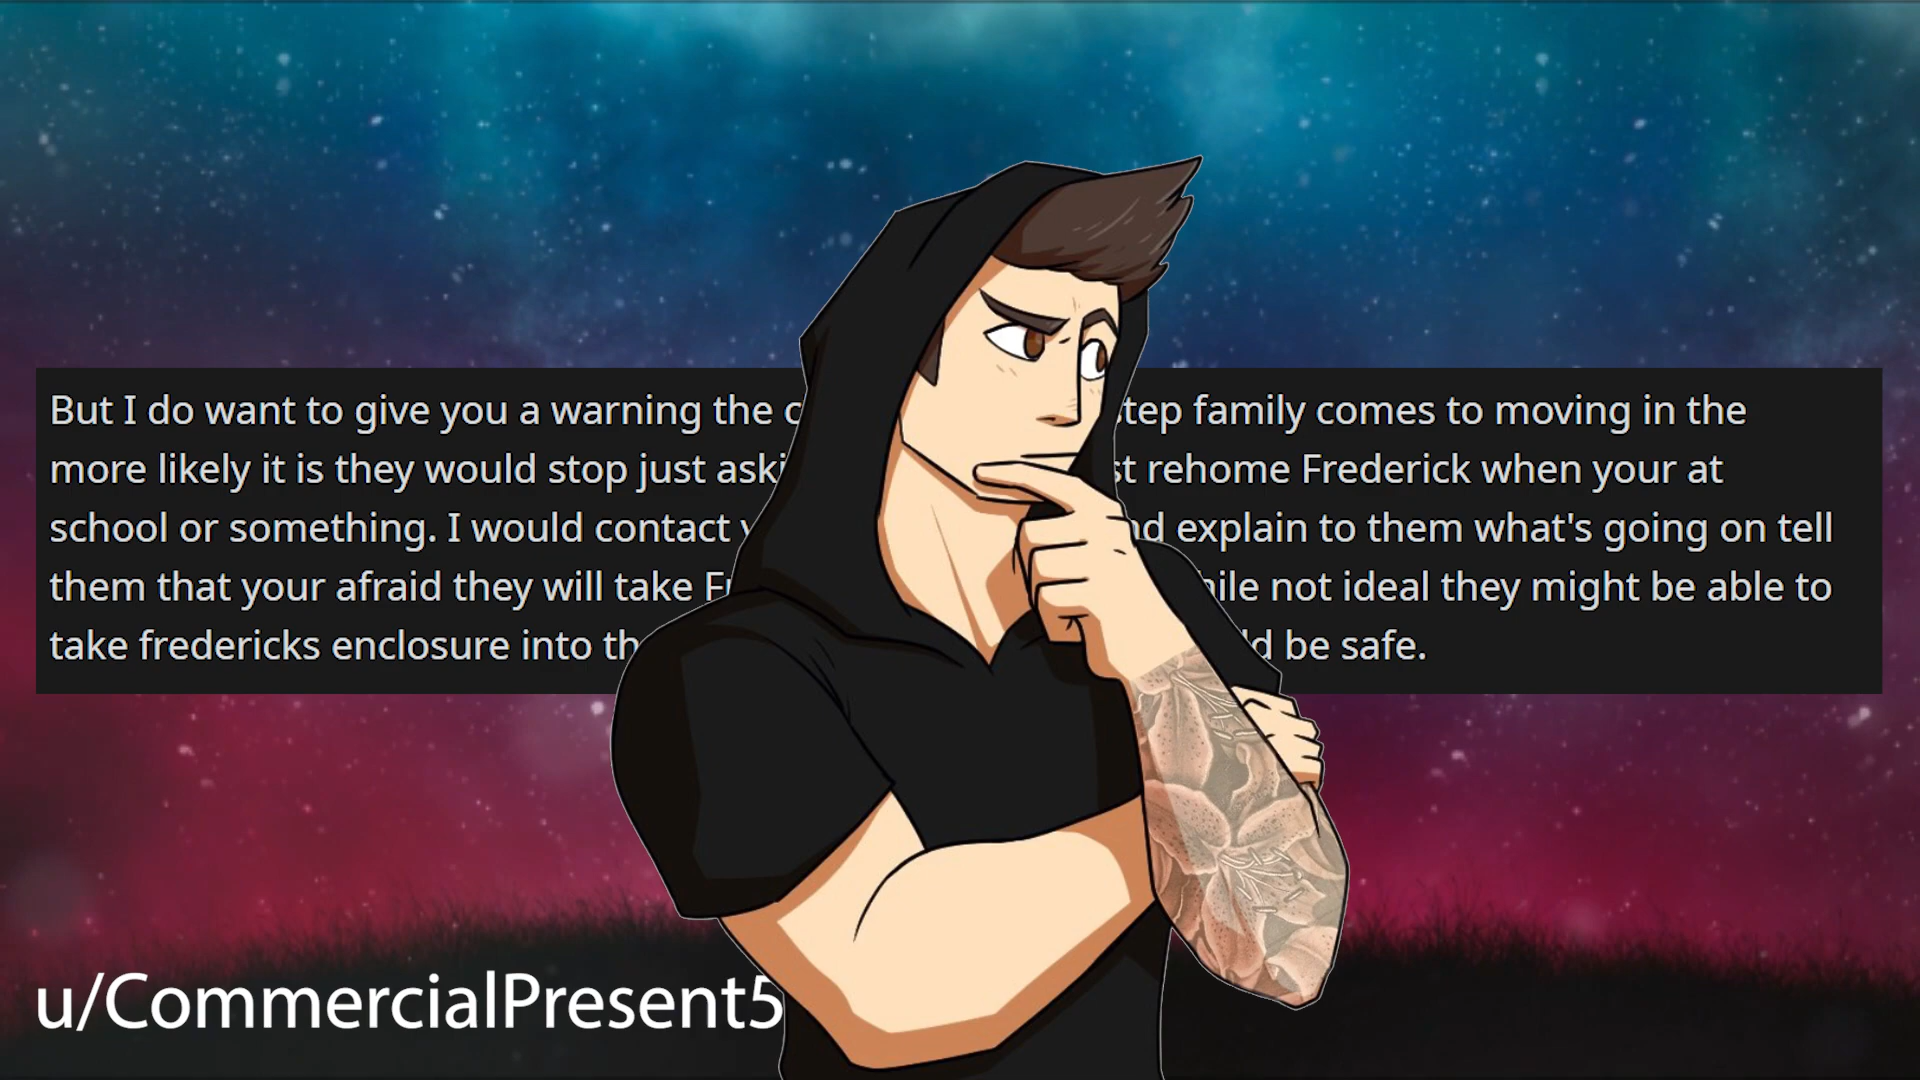 But I do want to give you a warning the step family comes to moving in the
more likely it is they would stop just rehome Frederick when your at
school or something. I would contact explain to them what's going on tell
them that your afraid they will take not ideal they might be able to
take fredericks enclosure into be safe.
u/CommercialPresent5